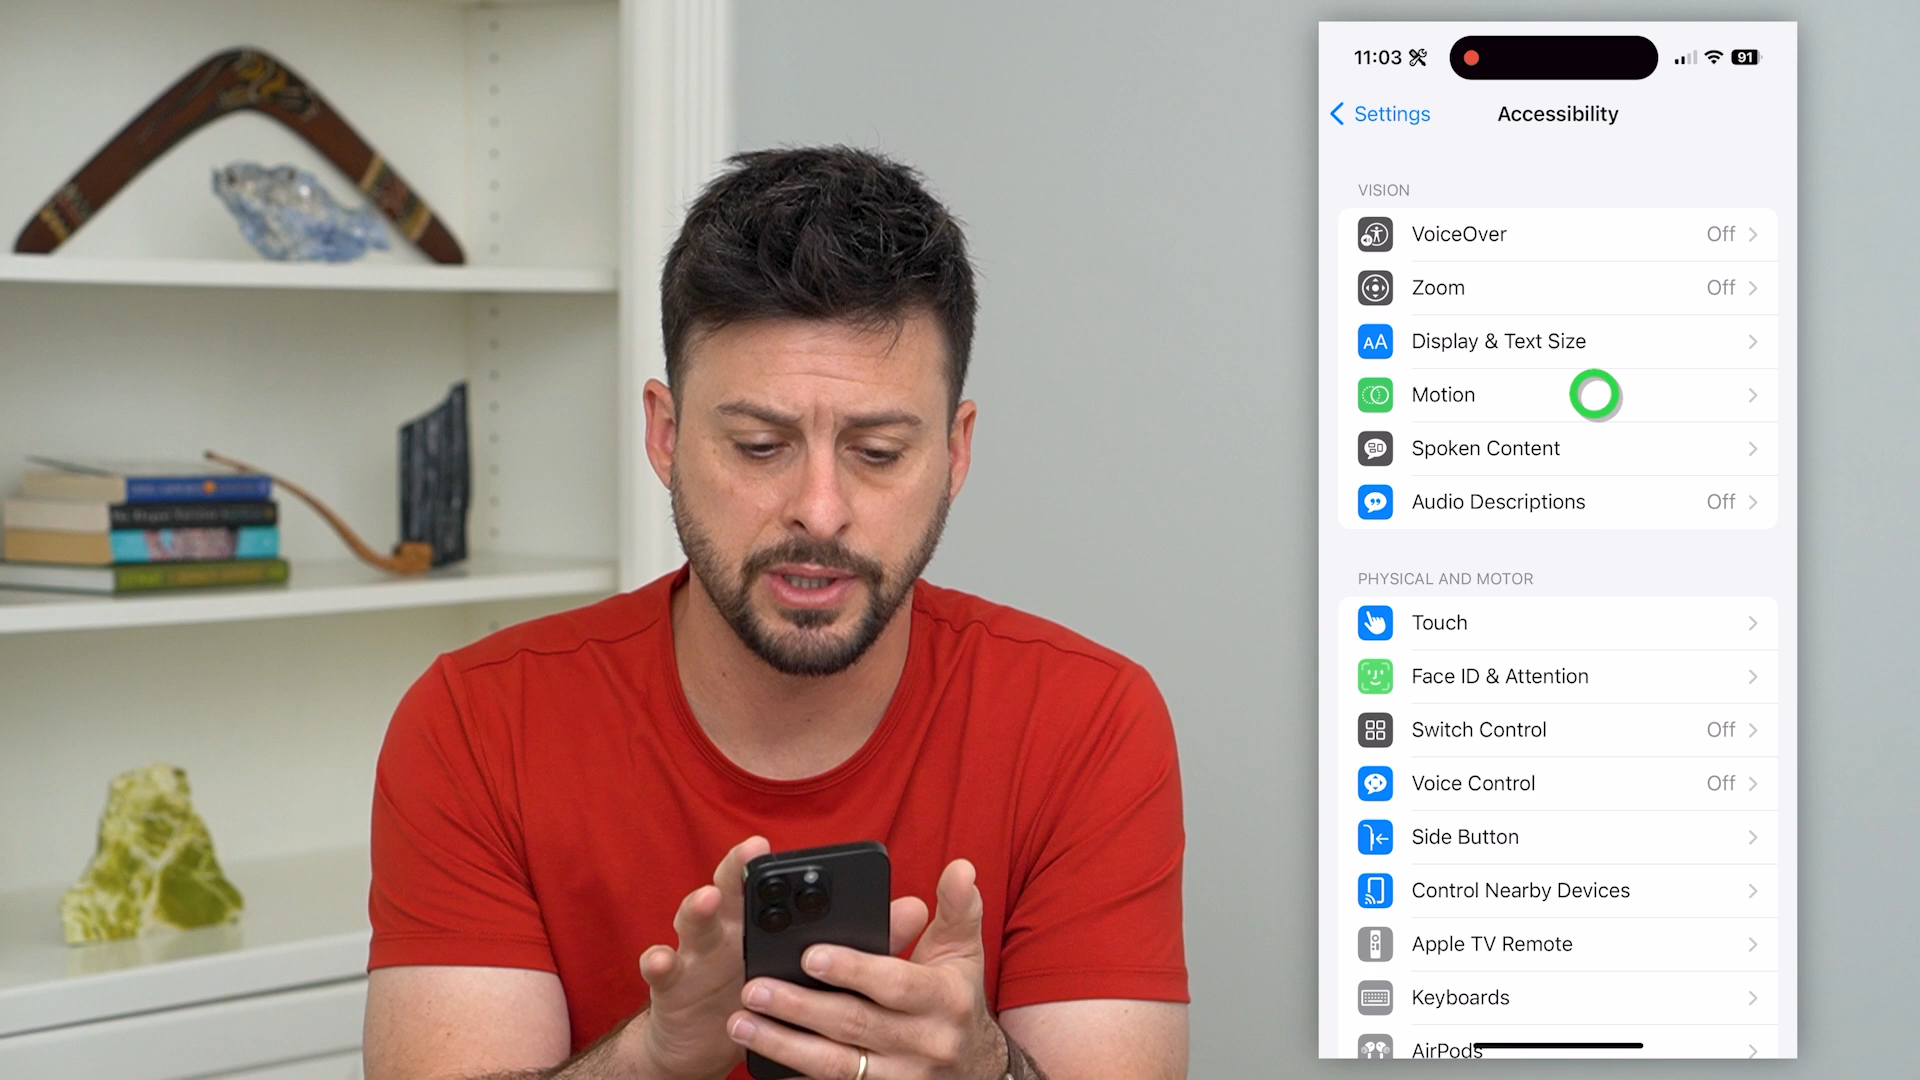 11:03
91
Settings
Accessibility
VISION
VoiceOver
Off
Zoom
Off
AA
Display & Text Size
Motion
Spoken Content
Audio Descriptions
Off
PHYSICAL AND MOTOR
Touch
Face ID & Attention
Switch Control
Off
Voice Control
Off
Side Button
Control Nearby Devices
Apple TV Remote
Keyboards
AirPods